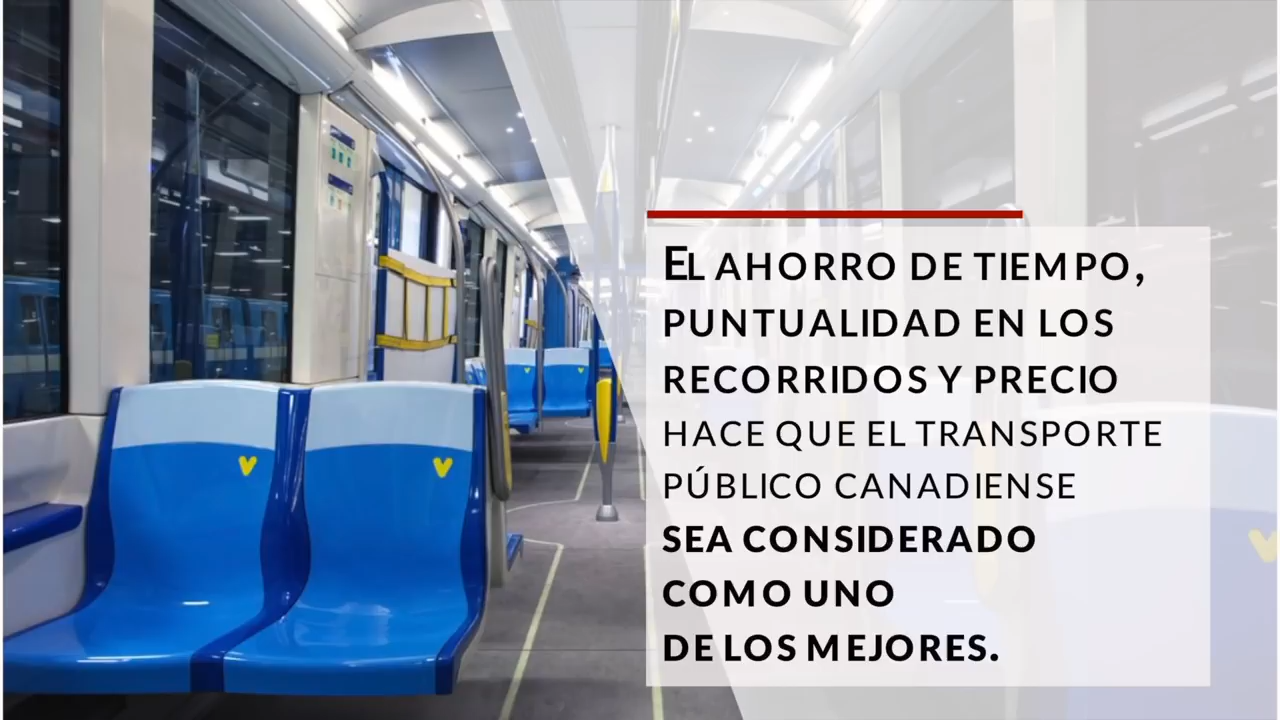 EL AHORRO DE TIEMPO,
PUNTUALIDAD EN LOS
RECORRIDOS Y PRECIO
HACE QUE EL TRANSPORTE
PÚBLICO CANADIENSE
SEA CONSIDERADO
COMO UNO
DE LOS MEJORES.